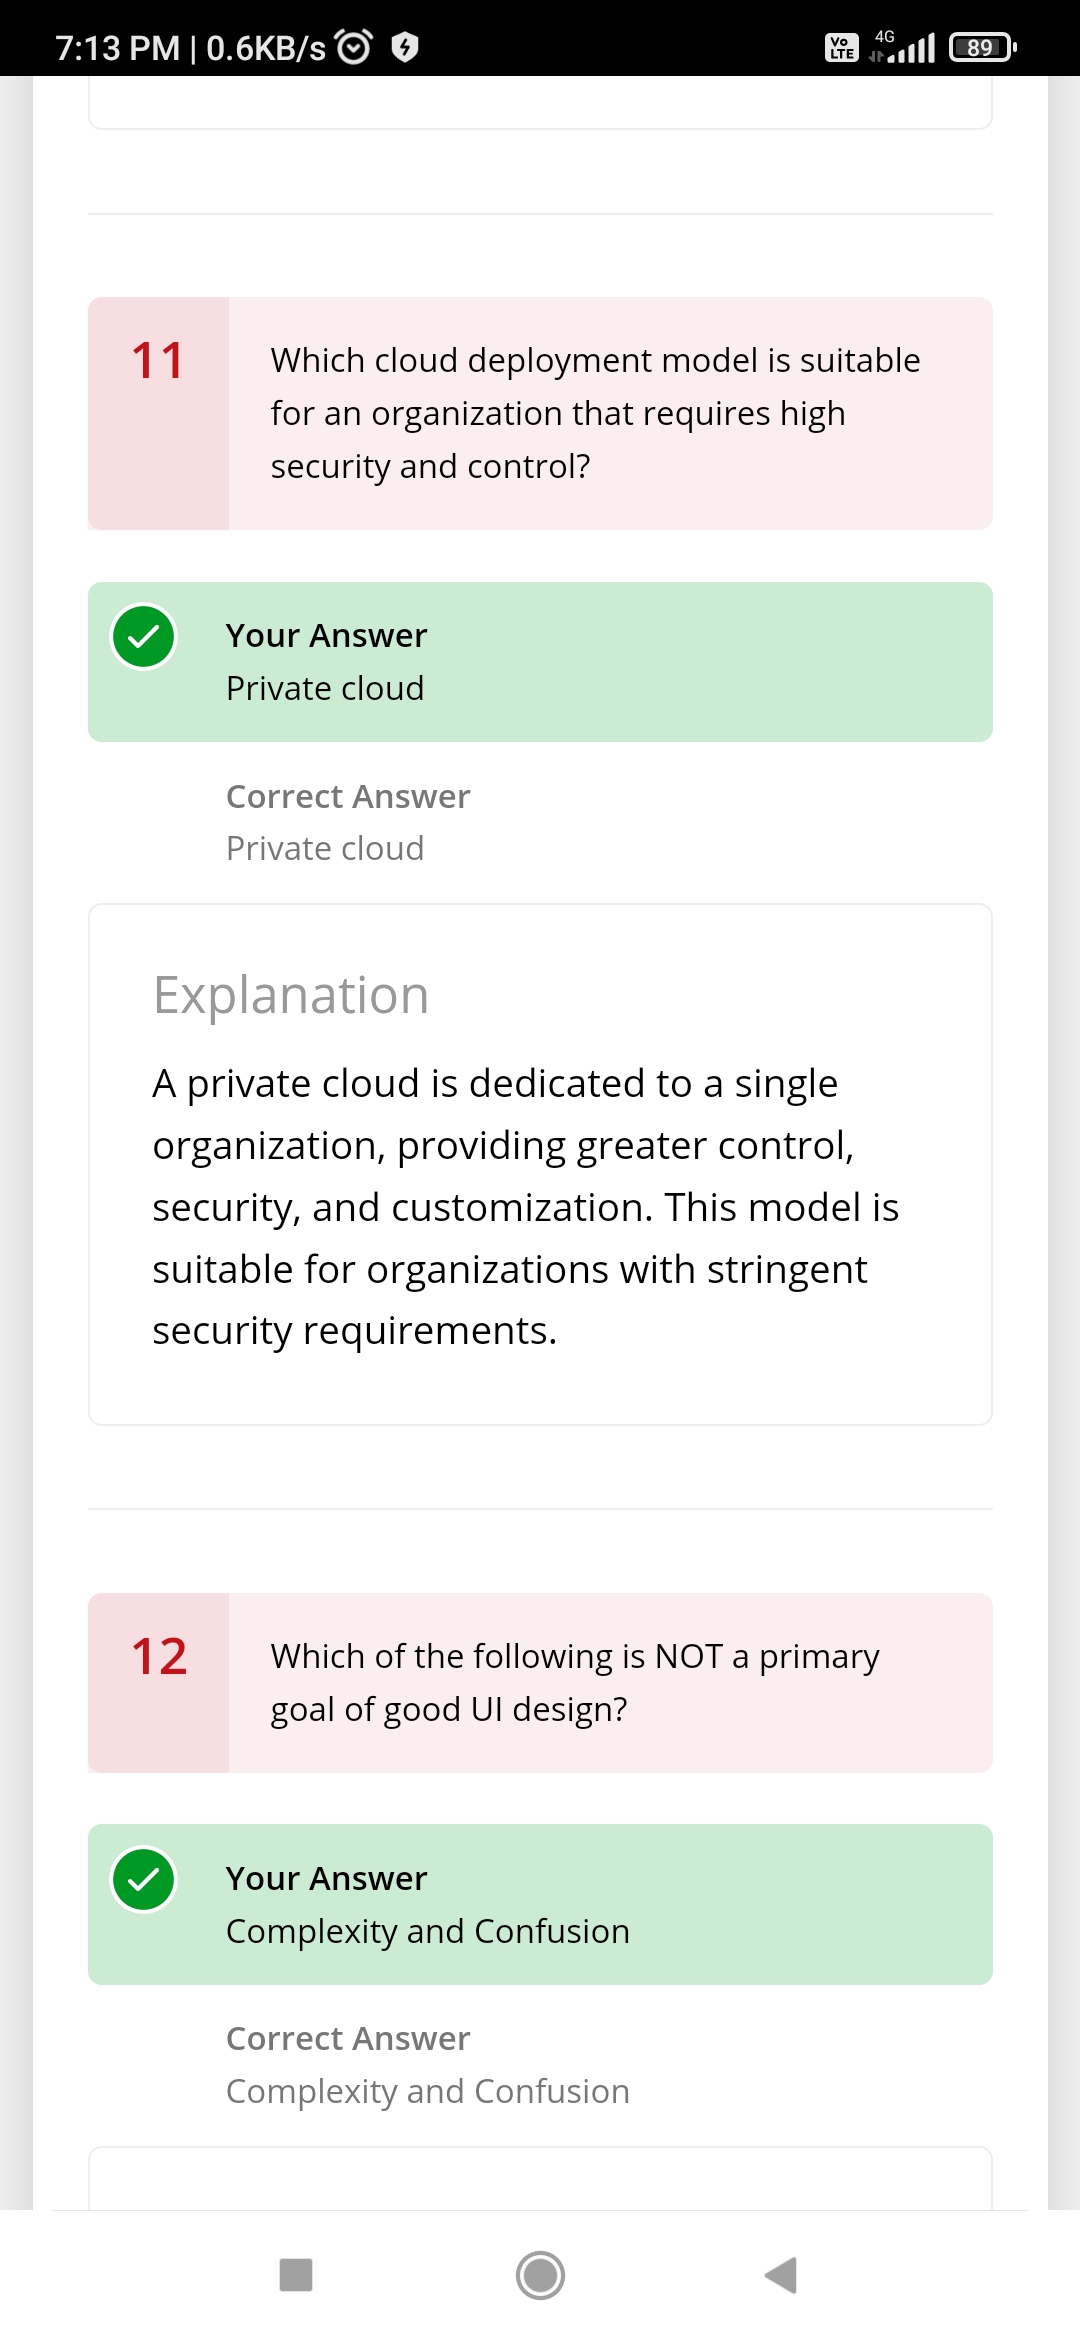 7:13 PM | 0.6KB/s
Vo LTE 4G 89
11
Which cloud deployment model is suitable
for an organization that requires high
security and control?
Your Answer
Private cloud
Correct Answer
Private cloud
Explanation
A private cloud is dedicated to a single
organization, providing greater control,
security, and customization. This model is
suitable for organizations with stringent
security requirements.
12
Which of the following is NOT a primary
goal of good UI design?
Your Answer
Complexity and Confusion
Correct Answer
Complexity and Confusion